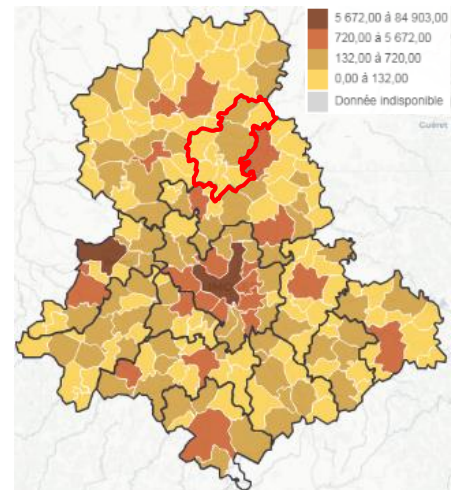 5 672,00 à 84 903,00
720,00 à 5 672,00
132,00 à 720,00
0,00 à 132,00
Donnée indisponible
Guéret